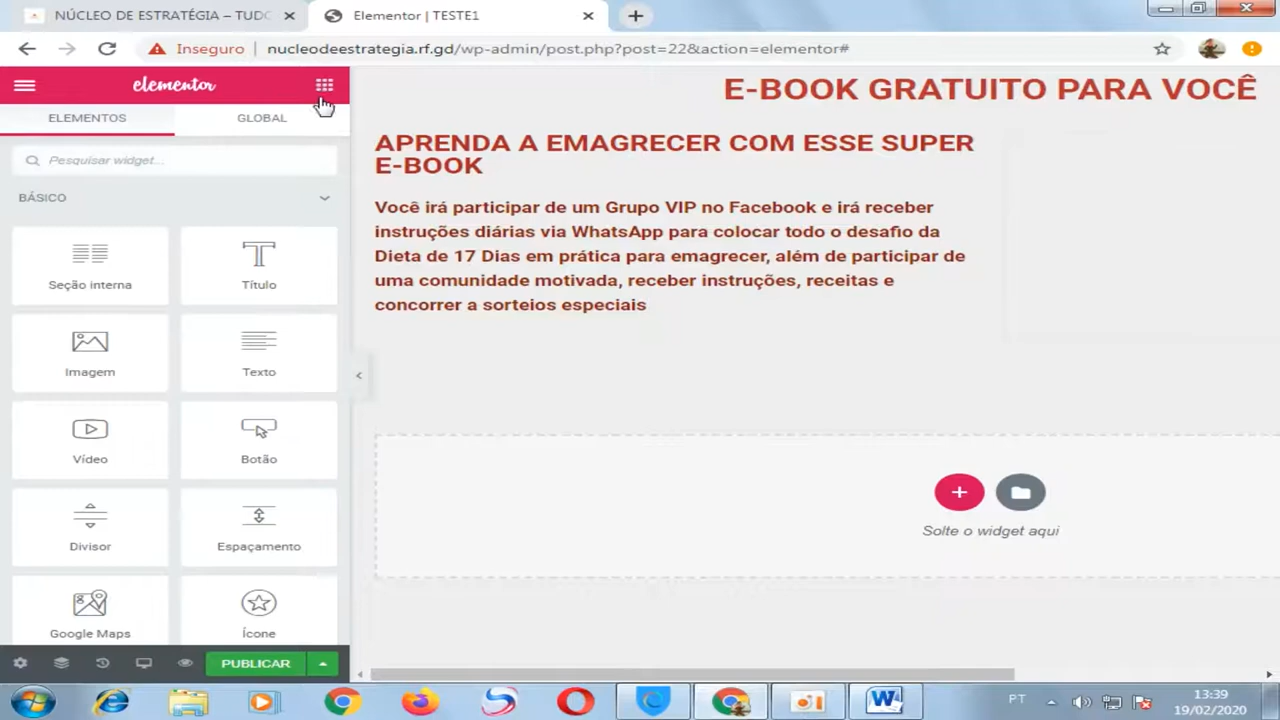 NÚCLEO DE ESTRATÉGIA – TUDO
Elementor | TESTE1
Inseguro
nucleodeestrategia.rf.gd/wp-admin/post.php?post=22&action=elementor#
elementor
ELEMENTOS
GLOBAL
Pesquisar widget...
BÁSICO
Seção interna
Título
Imagem
Texto
Vídeo
Botão
Divisor
Espaçamento
Google Maps
Ícone
PUBLICAR
E-BOOK GRATUITO PARA VOCÊ
APRENDA A EMAGRECER COM ESSE SUPER
E-BOOK
Você irá participar de um Grupo VIP no Facebook e irá receber
instruções diárias via WhatsApp para colocar todo o desafio da
Dieta de 17 Dias em prática para emagrecer, além de participar de
uma comunidade motivada, receber instruções, receitas e
concorrer a sorteios especiais
Solte o widget aqui
PT
13:39
19/02/2020